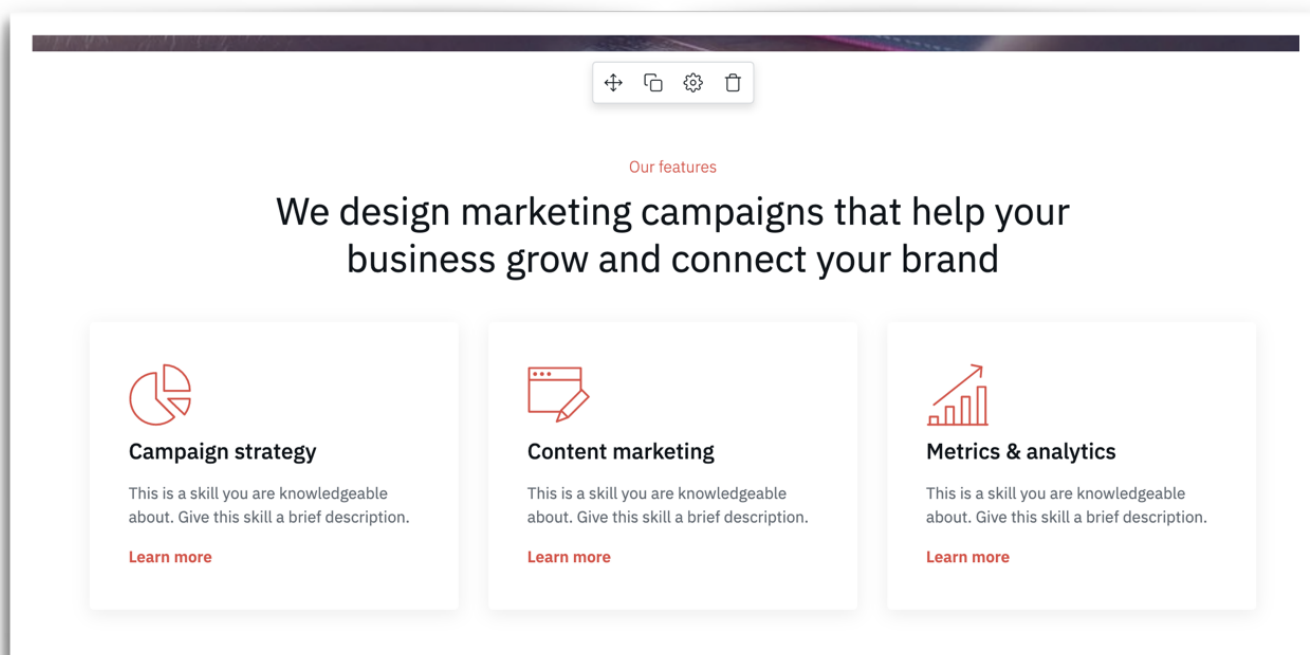 Our features
We design marketing campaigns that help your
business grow and connect your brand
Campaign strategy
This is a skill you are knowledgeable
about. Give this skill a brief description.
Learn more
Content marketing
This is a skill you are knowledgeable
about. Give this skill a brief description.
Learn more
Metrics & analytics
This is a skill you are knowledgeable
about. Give this skill a brief description.
Learn more